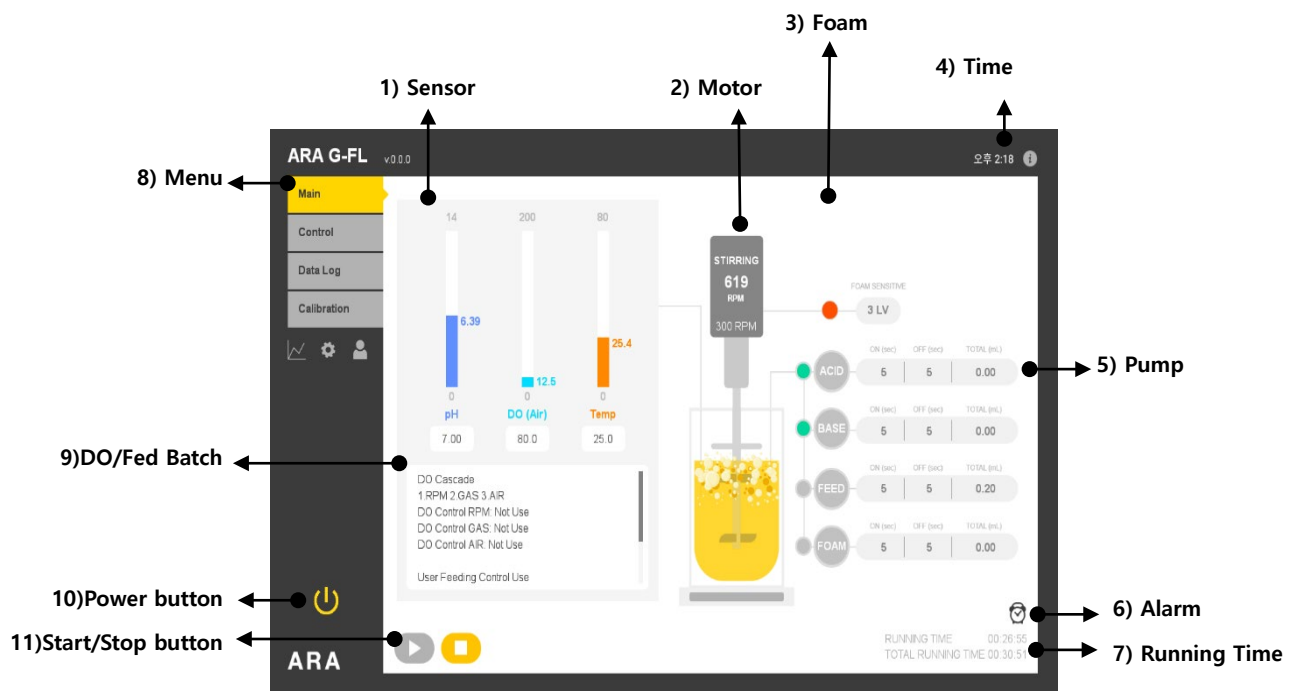 3) Foam
4) Time
1) Sensor
2) Motor
ARA G-FL v.0.0.0
오후 2:18
i
8) Menu
Main
Control
Data Log
Calibration
14 200 80
6.39
12.5
25.4
0 0 0
pH DO (Air) Temp
7.00 80.0 25.0
STIRRING
619
RPM
300 RPM
FOAM SENSITIVE
3 LV
ON (sec) OFF (sec) TOTAL (mL)
ACID 5 5 0.00
5) Pump
ON (sec) OFF (sec) TOTAL (mL)
BASE 5 5 0.00
ON (sec) OFF (sec) TOTAL (mL)
FEED 5 5 0.20
ON (sec) OFF (sec) TOTAL (mL)
FOAM 5 5 0.00
9)DO/Fed Batch
DO Cascade
1.RPM 2.GAS 3.AIR
DO Control RPM: Not Use
DO Control GAS: Not Use
DO Control AIR: Not Use
User Feeding Control Use
10)Power button
6) Alarm
11)Start/Stop button
RUNNING TIME 00:26:55
TOTAL RUNNING TIME 00:30:51
7) Running Time
ARA